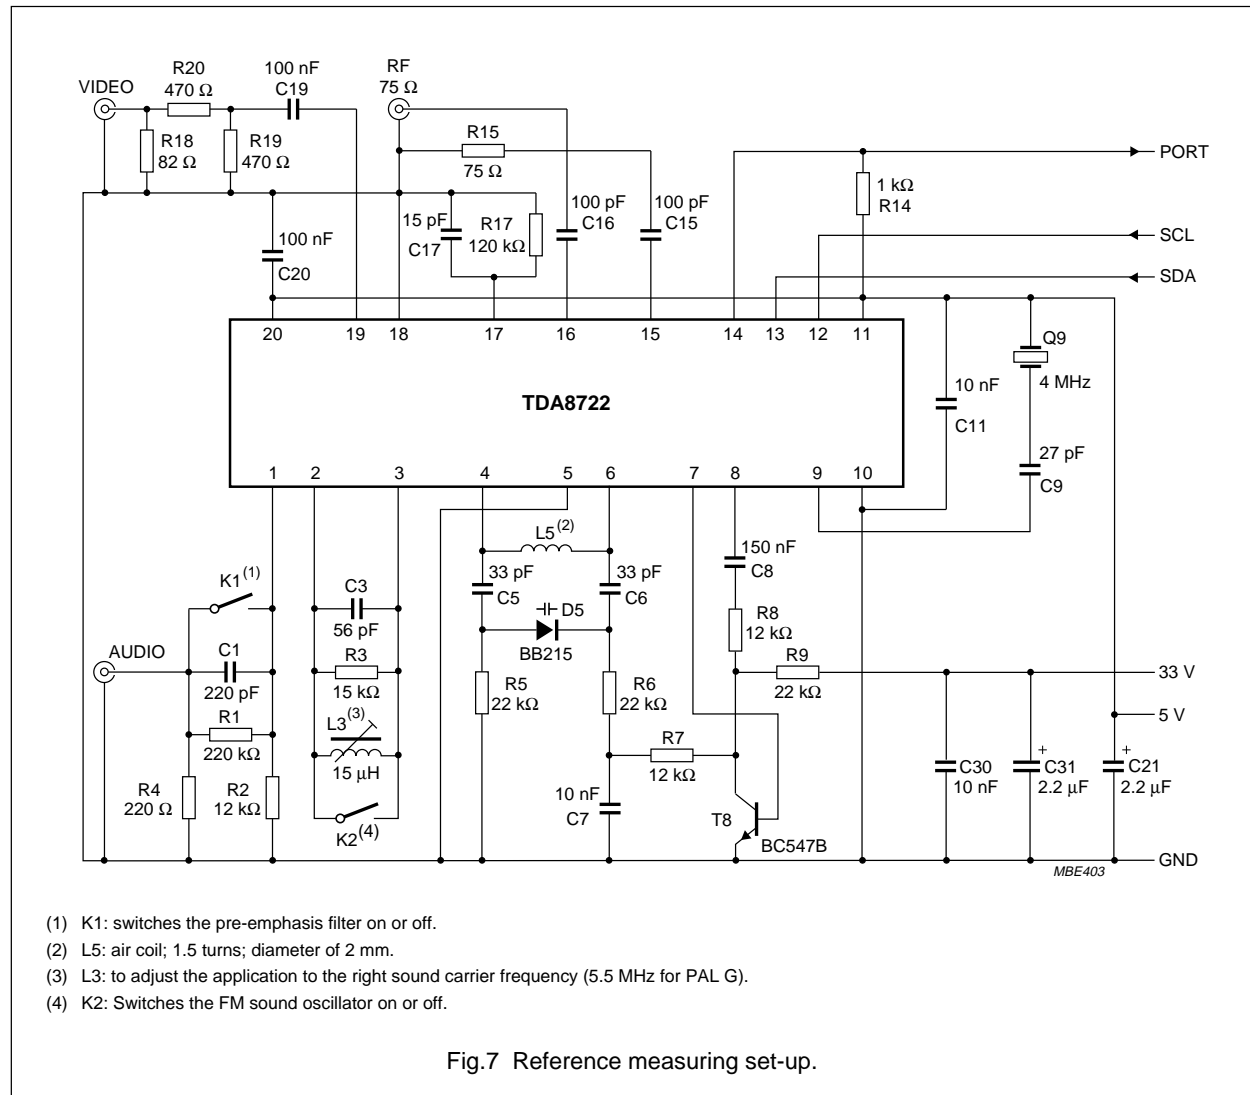 VIDEO
R20
470 Ω
100 nF
C19
R18
82 Ω
R19
470 Ω
RF
75 Ω
R15
75 Ω
100 nF
C20
15 pF
C17
R17
120 kΩ
100 pF
C16
100 pF
C15
1 kΩ
R14
PORT
SCL
SDA
20 19 18 17 16 15 14 13 12 11
TDA8722
1 2 3 4 5 6 7 8 9 10
10 nF
C11
Q9
4 MHz
27 pF
C9
L5(2)
33 pF
C5
33 pF
C6
D5
BB215
150 nF
C8
R8
12 kΩ
R9
22 kΩ
K1(1)
AUDIO
C1
220 pF
R1
220 kΩ
R4
220 Ω
R2
12 kΩ
C3
56 pF
R3
15 kΩ
L3(3)
15 µH
K2(4)
R5
22 kΩ
R6
22 kΩ
R7
12 kΩ
10 nF
C7
T8
BC547B
33 V
5 V
C30
10 nF
+
C31
2.2 µF
+
C21
2.2 µF
GND
MBE403
(1) K1: switches the pre-emphasis filter on or off.
(2) L5: air coil; 1.5 turns; diameter of 2 mm.
(3) L3: to adjust the application to the right sound carrier frequency (5.5 MHz for PAL G).
(4) K2: Switches the FM sound oscillator on or off.
Fig.7 Reference measuring set-up.